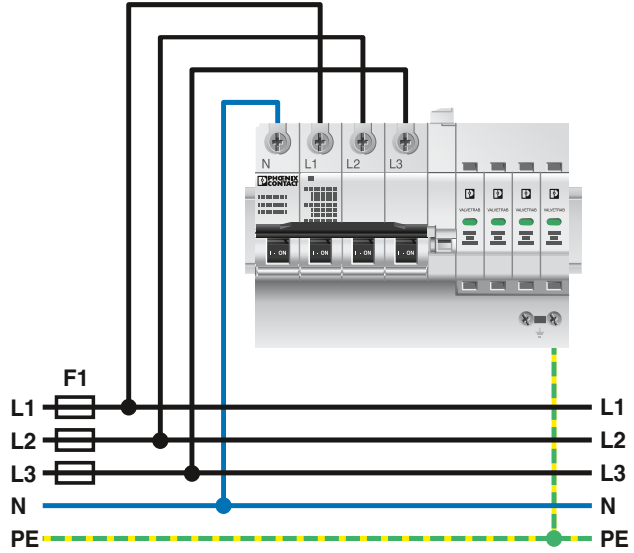 N L1 L2 L3
PHŒNIX
CONTACT
VALVETRAB VALVETRAB VALVETRAB VALVETRAB
I - ON I - ON I - ON I - ON
F1
L1 L1
L2 L2
L3 L3
N N
PE PE